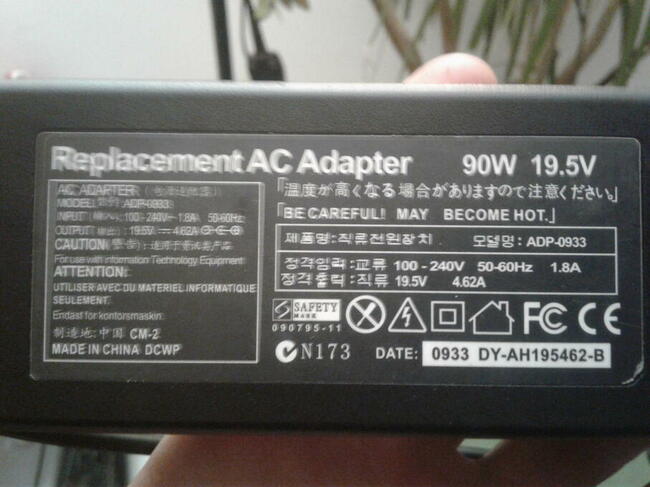 Replacement AC Adapter 90W 19.5V
AC ADAPTER
MODEL ADP-0933
INPUT 100-240V~ 1.8A 50-60Hz
OUTPUT 19.5V 4.62A
CAUTION
For use with information Technology Equipment
ATTENTION:
UTILISER AVEC DU MATERIEL INFORMATIQUE
SEULEMENT.
Endast for kontorsmaskin:
制造地:中国 CM-2
MADE IN CHINA DCWP
「温度が高くなる場合がありますので注意ください。」
「BE CAREFUL! MAY BECOME HOT.」
제품명:직류전원장치 모델명: ADP-0933
정격입력:교류 100-240V 50-60Hz 1.8A
정격출력:직류 19.5V 4.62A
S SAFETY
MARK
090795-11
FC CE
N173 DATE: 0933 DY-AH195462-B